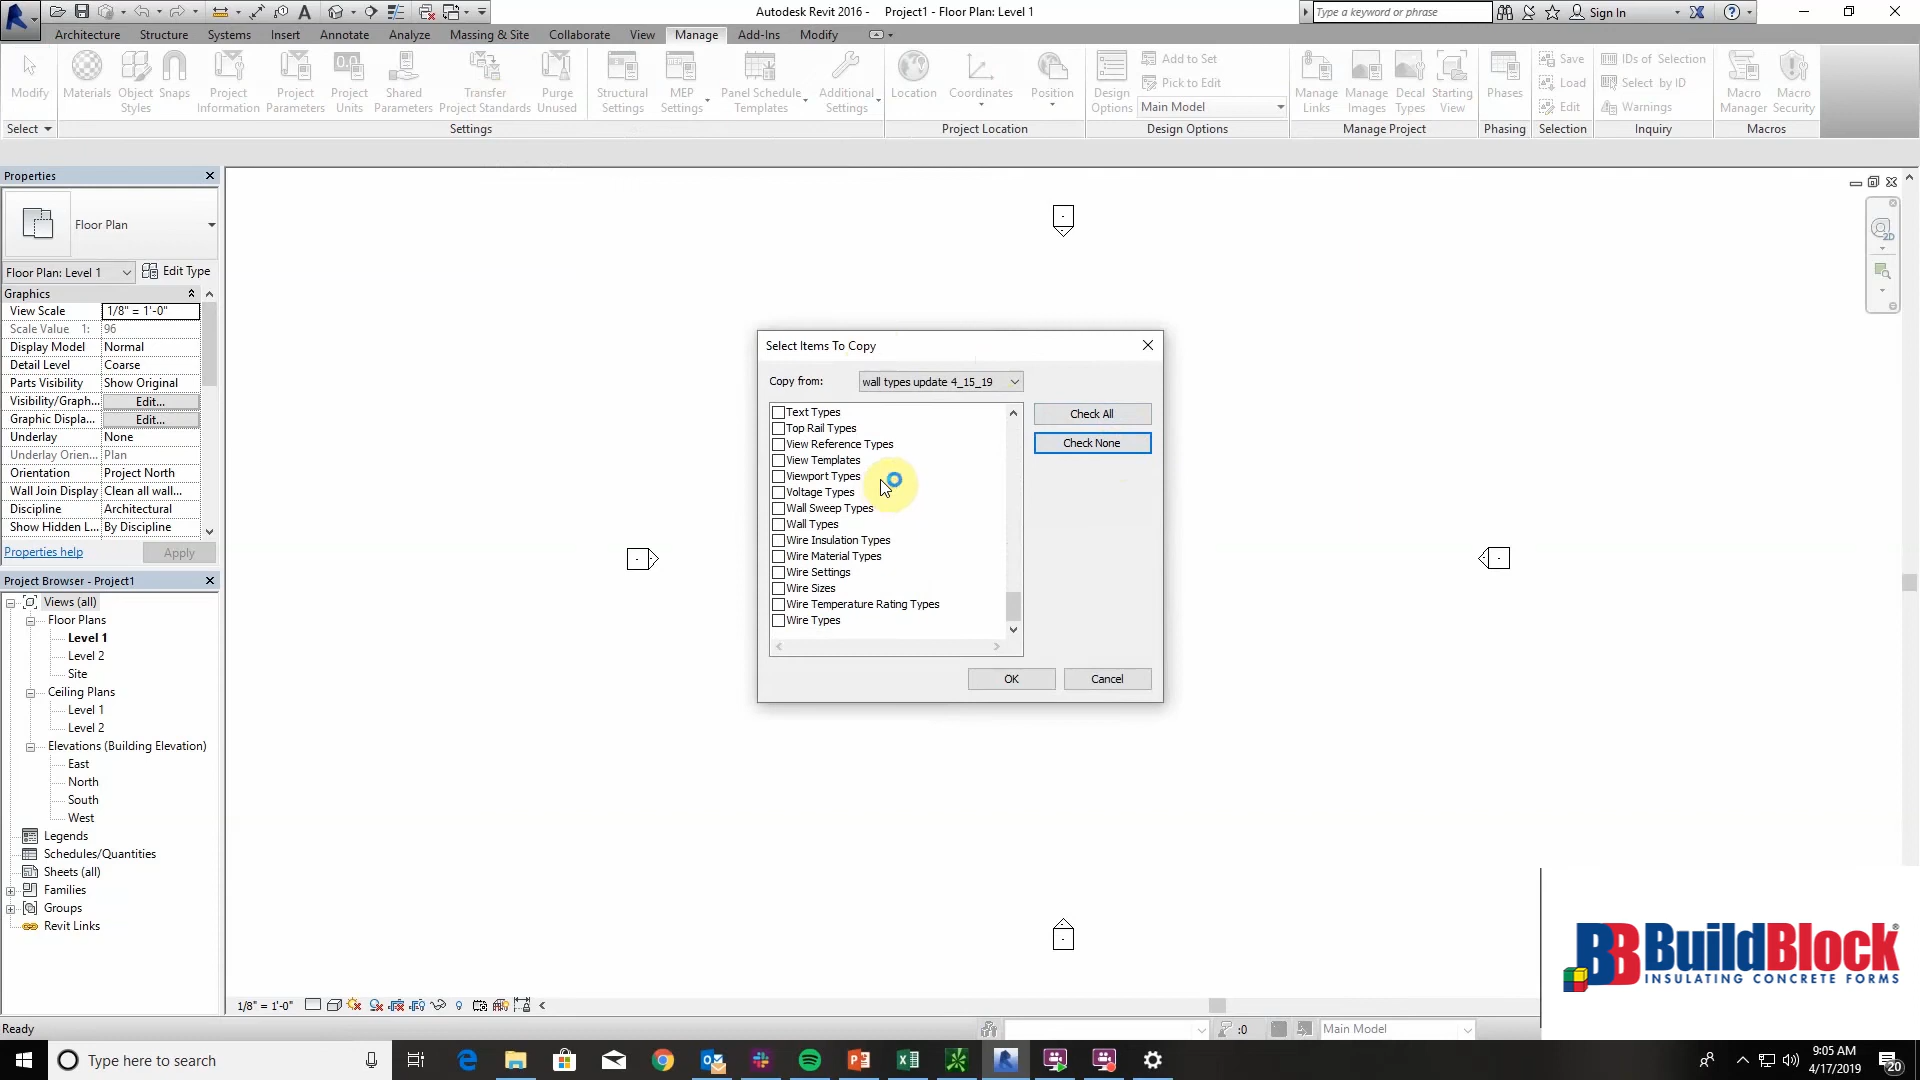 Autodesk Revit 2016 - Project1 - Floor Plan: Level 1
Type a keyword or phrase
Sign In
Architecture Structure Systems Insert Annotate Analyze Massing & Site Collaborate View Manage Add-Ins Modify
Modify
Materials
Object Styles
Snaps
Project Information
Project Parameters
Project Units
Shared Parameters
Transfer Project Standards
Purge Unused
Structural Settings
MEP Settings
Panel Schedule Templates
Additional Settings
Location
Coordinates
Position
Design Options
Add to Set
Pick to Edit
Main Model
Manage Links
Manage Images
Decal Types
Starting View
Phases
Save
Load
Edit
IDs of Selection
Select by ID
Warnings
Macro Manager
Macro Security
Select Settings Project Location Design Options Manage Project Phasing Selection Inquiry Macros
Properties
Floor Plan
Floor Plan: Level 1 Edit Type
Graphics
View Scale 1/8" = 1'-0"
Scale Value 1: 96
Display Model Normal
Detail Level Coarse
Parts Visibility Show Original
Visibility/Graph... Edit...
Graphic Displa... Edit...
Underlay None
Underlay Orien... Plan
Orientation Project North
Wall Join Display Clean all wall...
Discipline Architectural
Show Hidden L... By Discipline
Properties help Apply
Project Browser - Project1
Views (all)
Floor Plans
Level 1
Level 2
Site
Ceiling Plans
Level 1
Level 2
Elevations (Building Elevation)
East
North
South
West
Legends
Schedules/Quantities
Sheets (all)
Families
Groups
Revit Links
Select Items To Copy
Copy from: wall types update 4_15_19
Text Types
Top Rail Types
View Reference Types
View Templates
Viewport Types
Voltage Types
Wall Sweep Types
Wall Types
Wire Insulation Types
Wire Material Types
Wire Settings
Wire Sizes
Wire Temperature Rating Types
Wire Types
Check All
Check None
OK Cancel
2D
BB BuildBlock®
INSULATING CONCRETE FORMS
1/8" = 1'-0"
Ready
:0
Main Model
Type here to search
9:05 AM
4/17/2019
20